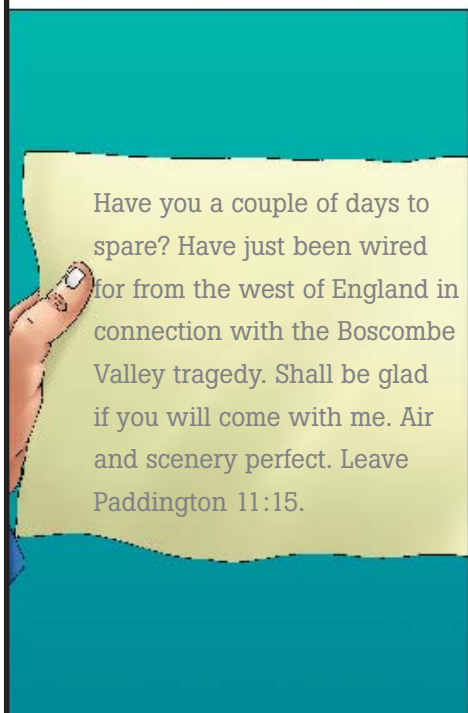 Have you a couple of days to
spare? Have just been wired
for from the west of England in
connection with the Boscombe
Valley tragedy. Shall be glad
if you will come with me. Air
and scenery perfect. Leave
Paddington 11:15.